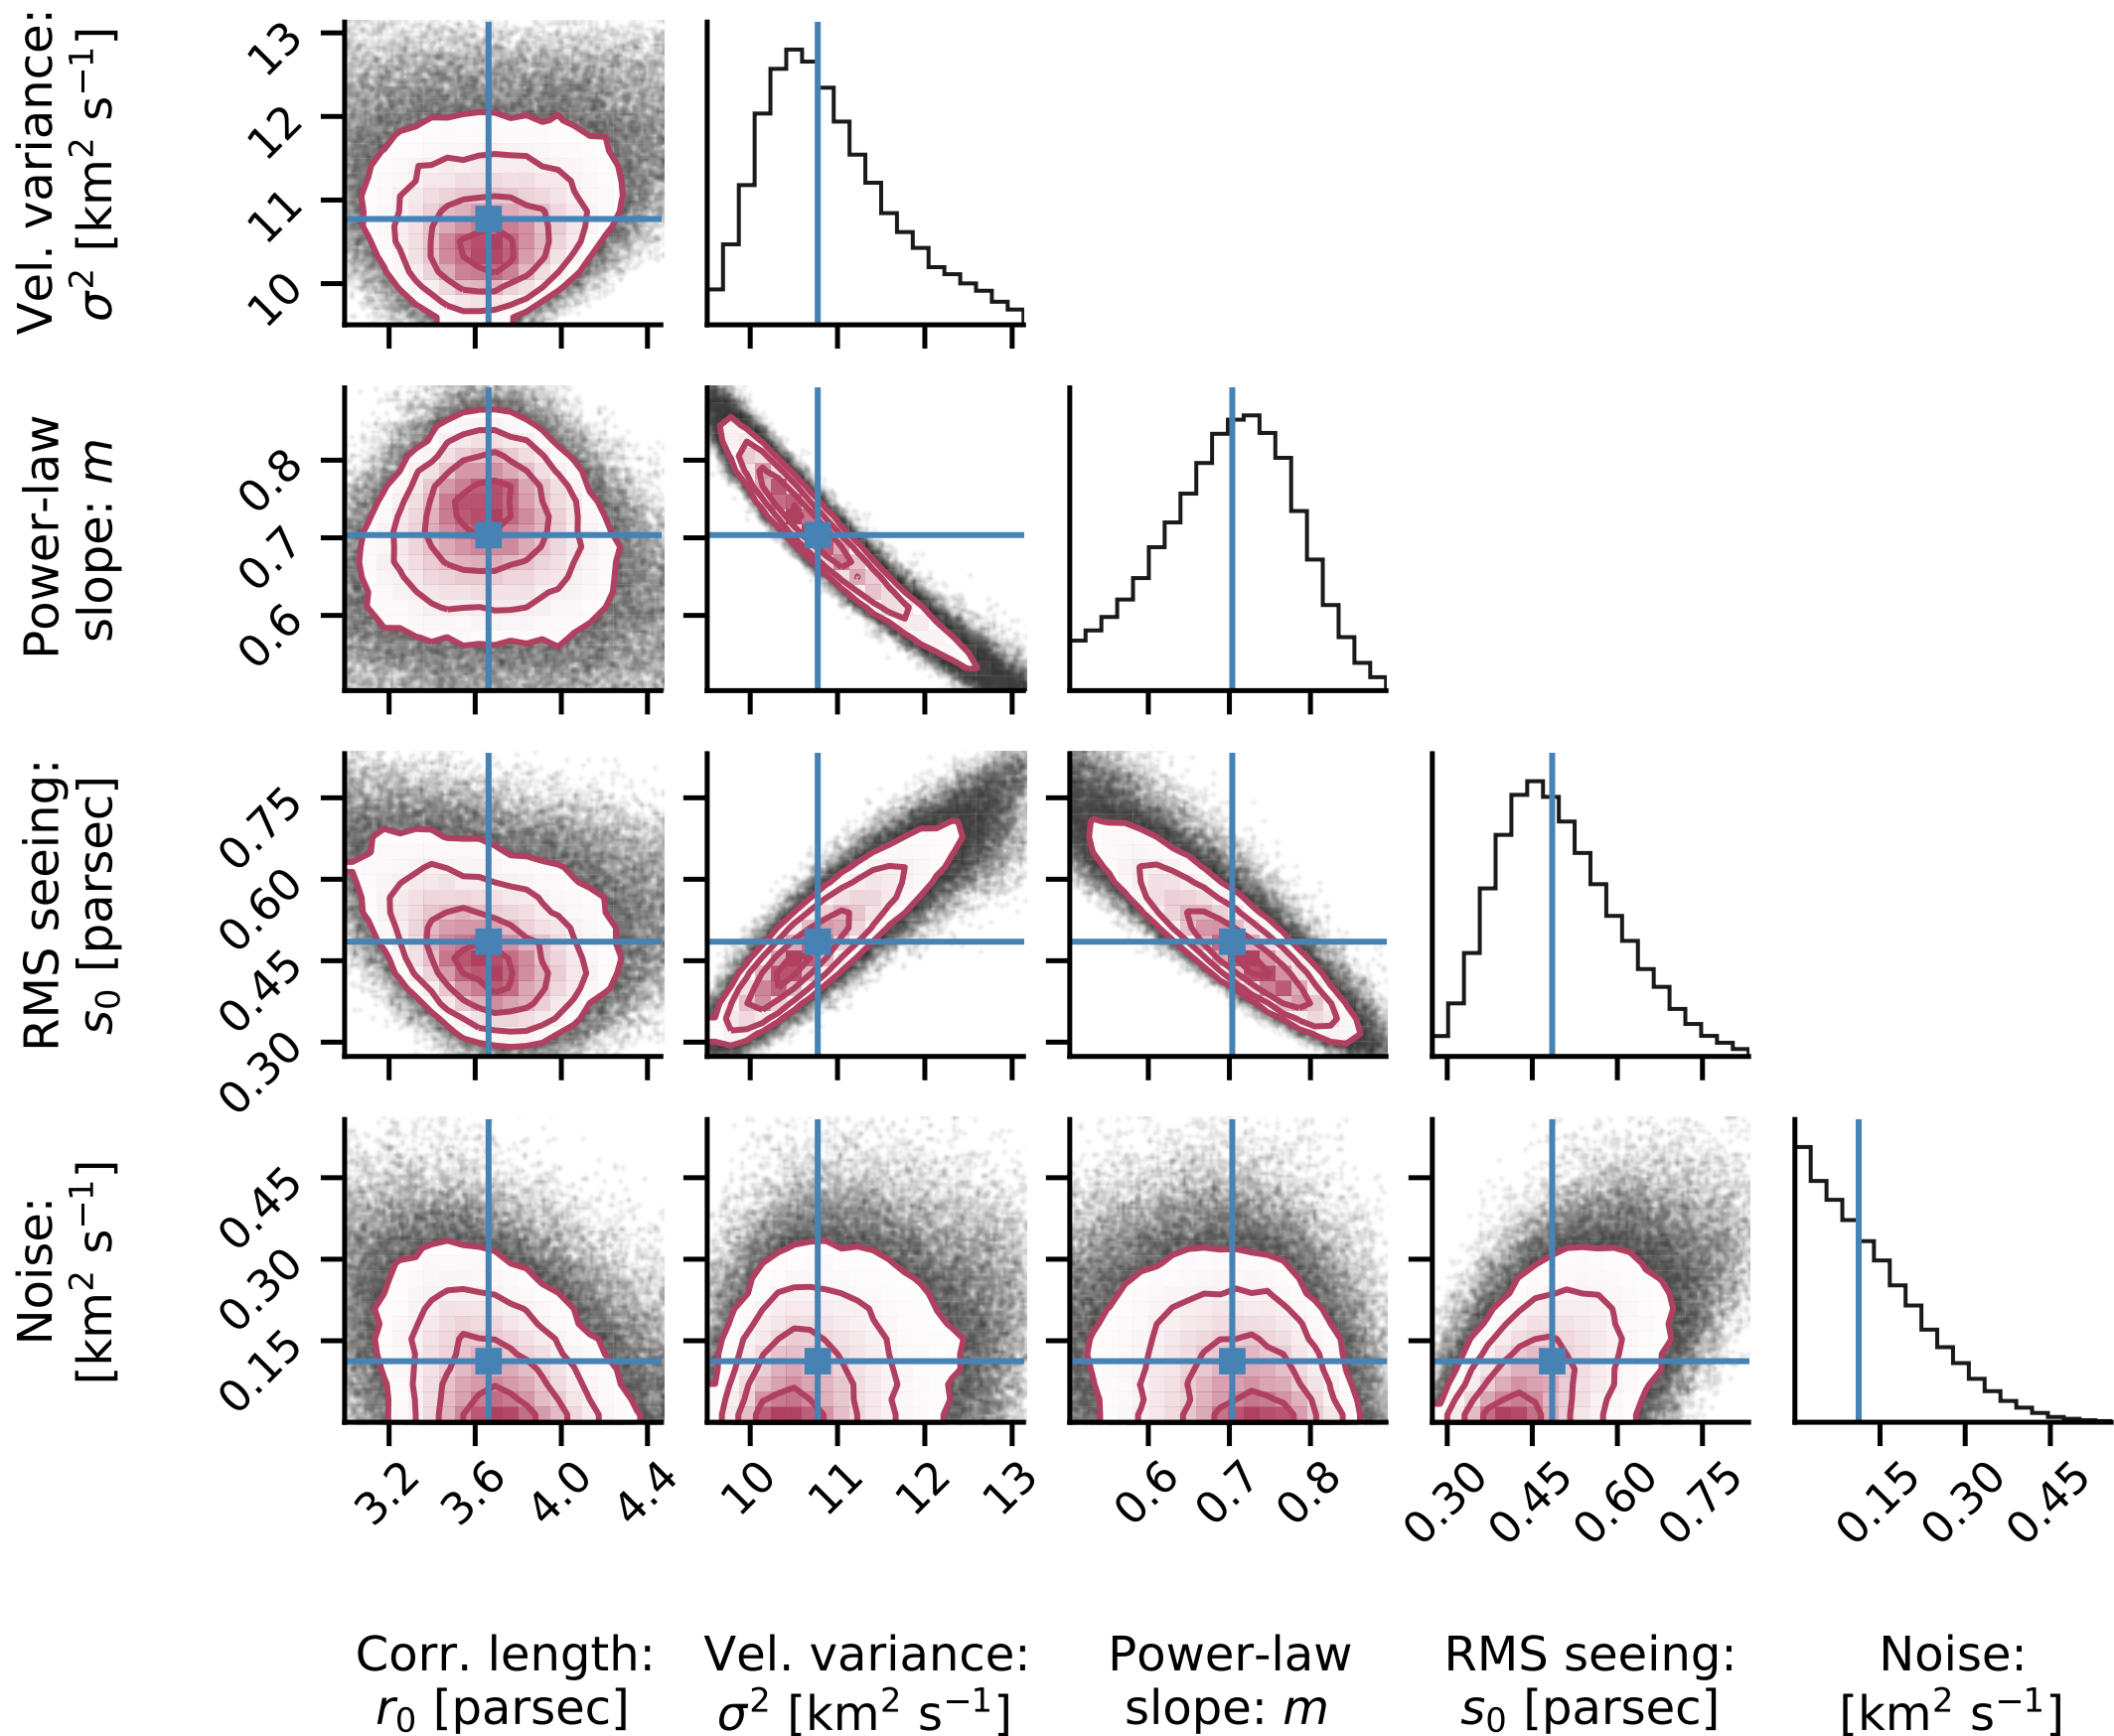 Vel. variance:
σ² [km² s⁻¹]
13
12
11
10
Power-law
slope: m
0.8
0.7
0.6
RMS seeing:
s₀ [parsec]
0.75
0.60
0.45
0.30
Noise:
[km² s⁻¹]
0.45
0.30
0.15
3.2 3.6 4.0 4.4 10 11 12 13 0.6 0.7 0.8 0.30 0.45 0.60 0.75 0.15 0.30 0.45
Corr. length: Vel. variance: Power-law RMS seeing: Noise:
r₀ [parsec] σ² [km² s⁻¹] slope: m s₀ [parsec] [km² s⁻¹]